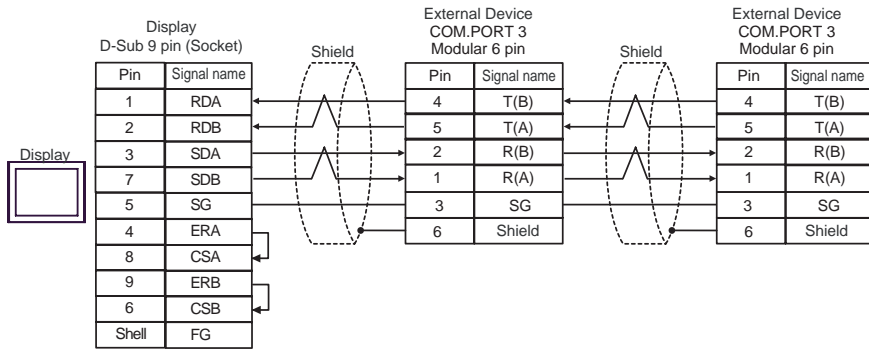 Display
D-Sub 9 pin (Socket)
Shield
External Device
COM.PORT 3
Modular 6 pin
Shield
External Device
COM.PORT 3
Modular 6 pin
Pin Signal name Pin Signal name Pin Signal name
1 RDA 4 T(B) 4 T(B)
2 RDB 5 T(A) 5 T(A)
3 SDA 2 R(B) 2 R(B)
Display
7 SDB 1 R(A) 1 R(A)
5 SG 3 SG 3 SG
4 ERA 6 Shield 6 Shield
8 CSA
9 ERB
6 CSB
Shell FG